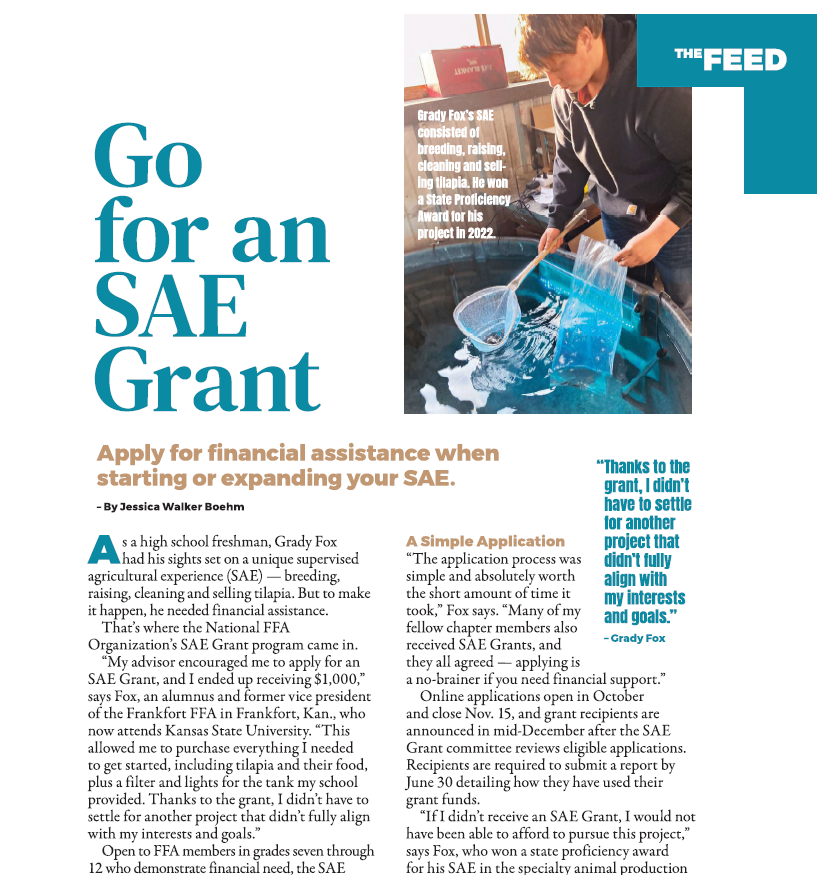 THE FEED
Grady Fox's SAE
consisted of
breeding, raising,
cleaning and sell-
ing tilapia. He won
a State Proficiency
Award for his
project in 2022.
Go
for an
SAE
Grant
Apply for financial assistance when
starting or expanding your SAE.
– By Jessica Walker Boehm
As a high school freshman, Grady Fox
had his sights set on a unique supervised
agricultural experience (SAE) — breeding,
raising, cleaning and selling tilapia. But to make
it happen, he needed financial assistance.
That's where the National FFA
Organization's SAE Grant program came in.
“My advisor encouraged me to apply for an
SAE Grant, and I ended up receiving $1,000,”
says Fox, an alumnus and former vice president
of the Frankfort FFA in Frankfort, Kan., who
now attends Kansas State University. “This
allowed me to purchase everything I needed
to get started, including tilapia and their food,
plus a filter and lights for the tank my school
provided. Thanks to the grant, I didn't have to
settle for another project that didn't fully align
with my interests and goals.”
Open to FFA members in grades seven through
12 who demonstrate financial need, the SAE
A Simple Application
“The application process was
simple and absolutely worth
the short amount of time it
took,” Fox says. “Many of my
fellow chapter members also
received SAE Grants, and
they all agreed — applying is
a no-brainer if you need financial support.”
Online applications open in October
and close Nov. 15, and grant recipients are
announced in mid-December after the SAE
Grant committee reviews eligible applications.
Recipients are required to submit a report by
June 30 detailing how they have used their
grant funds.
“If I didn't receive an SAE Grant, I would not
have been able to afford to pursue this project,”
says Fox, who won a state proficiency award
for his SAE in the specialty animal production
“Thanks to the
grant, I didn't
have to settle
for another
project that
didn't fully
align with
my interests
and goals.”
– Grady Fox